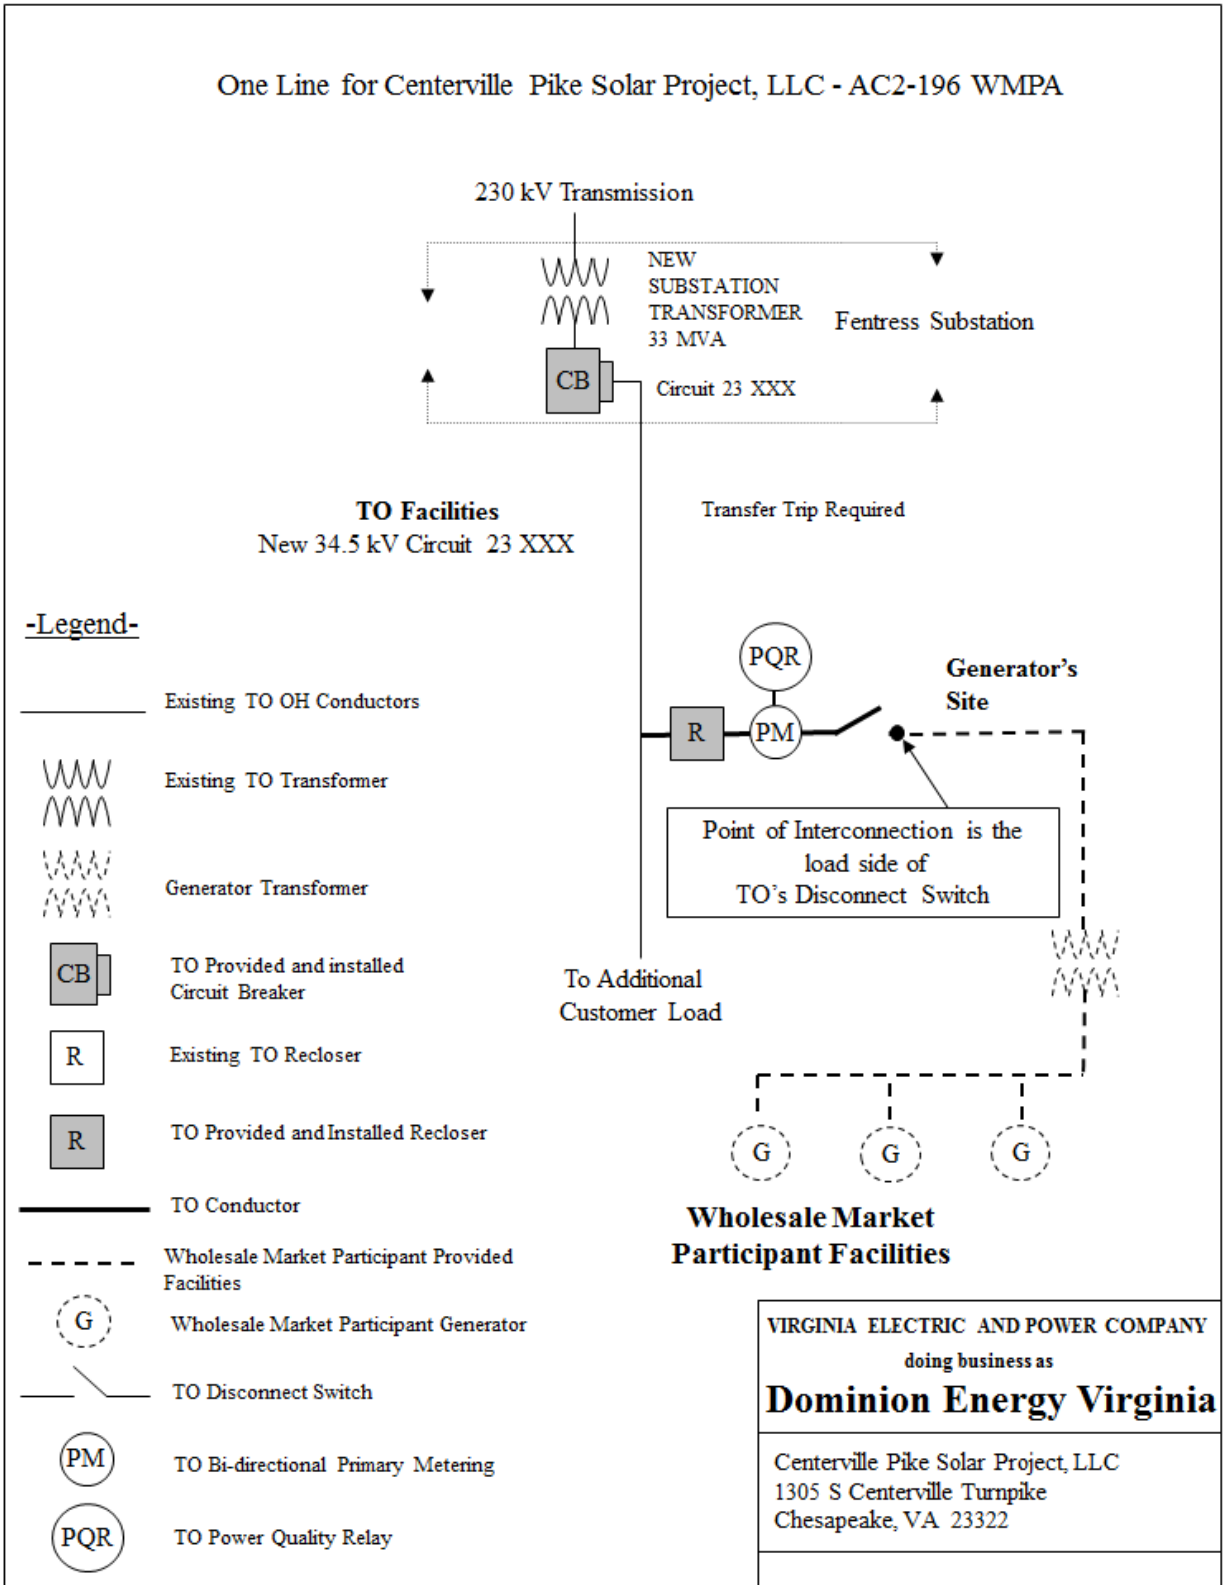 One Line for Centerville Pike Solar Project, LLC - AC2-196 WMPA
230 kV Transmission
NEW
SUBSTATION
TRANSFORMER
33 MVA
Fentress Substation
CB
Circuit 23 XXX
TO Facilities
New 34.5 kV Circuit 23 XXX
Transfer Trip Required
PQR
R
PM
Generator's
Site
Point of Interconnection is the
load side of
TO's Disconnect Switch
To Additional
Customer Load
G
G
G
Wholesale Market
Participant Facilities
-Legend-
Existing TO OH Conductors
Existing TO Transformer
Generator Transformer
CB
TO Provided and installed
Circuit Breaker
R
Existing TO Recloser
R
TO Provided and Installed Recloser
TO Conductor
Wholesale Market Participant Provided
Facilities
G
Wholesale Market Participant Generator
TO Disconnect Switch
PM
TO Bi-directional Primary Metering
PQR
TO Power Quality Relay
VIRGINIA ELECTRIC AND POWER COMPANY
doing business as
Dominion Energy Virginia
Centerville Pike Solar Project, LLC
1305 S Centerville Turnpike
Chesapeake, VA 23322